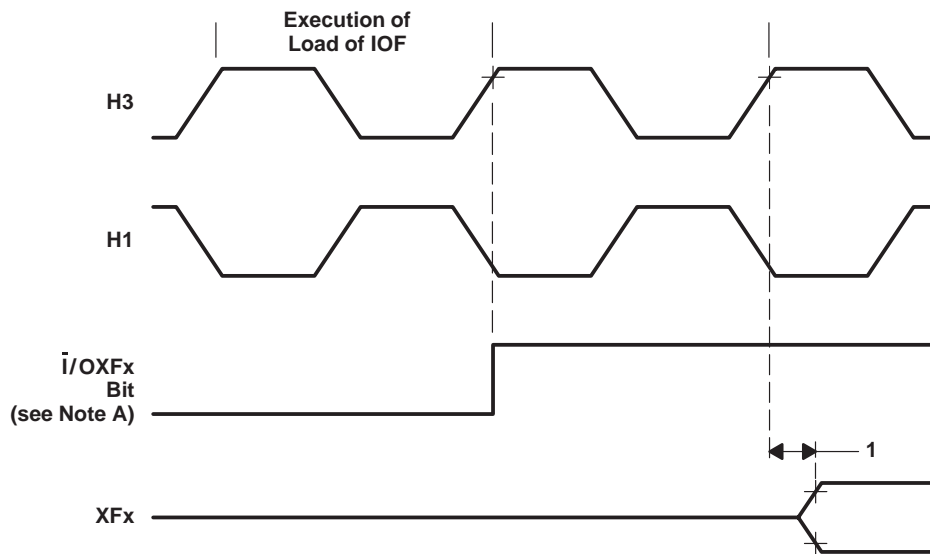 Execution of
Load of IOF
H3
H1
Ī/OXFx
Bit
(see Note A)
1
XFx